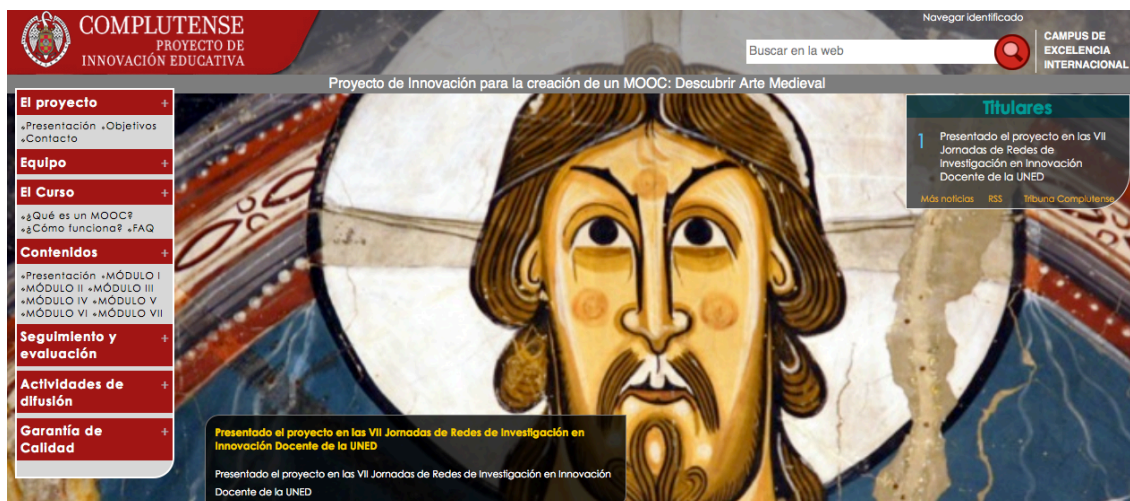 COMPLUTENSE
PROYECTO DE
INNOVACIÓN EDUCATIVA
Navegar identificado
Buscar en la web
CAMPUS DE
EXCELENCIA
INTERNACIONAL
Proyecto de Innovación para la creación de un MOOC: Descubrir Arte Medieval
El proyecto +
Presentación Objetivos
Contacto
Equipo +
El Curso +
¿Qué es un MOOC?
¿Cómo funciona? FAQ
Contenidos +
Presentación MÓDULO I
MÓDULO II MÓDULO III
MÓDULO IV MÓDULO V
MÓDULO VI MÓDULO VII
Seguimiento y +
evaluación
Actividades de +
difusión
Garantía de +
Calidad
Titulares
1 Presentado el proyecto en las VII
Jornadas de Redes de
Investigación en Innovación
Docente de la UNED
Más noticias RSS Tribuna Complutense
Presentado el proyecto en las VII Jornadas de Redes de Investigación en
Innovación Docente de la UNED
Presentado el proyecto en las VII Jornadas de Redes de Investigación en Innovación
Docente de la UNED